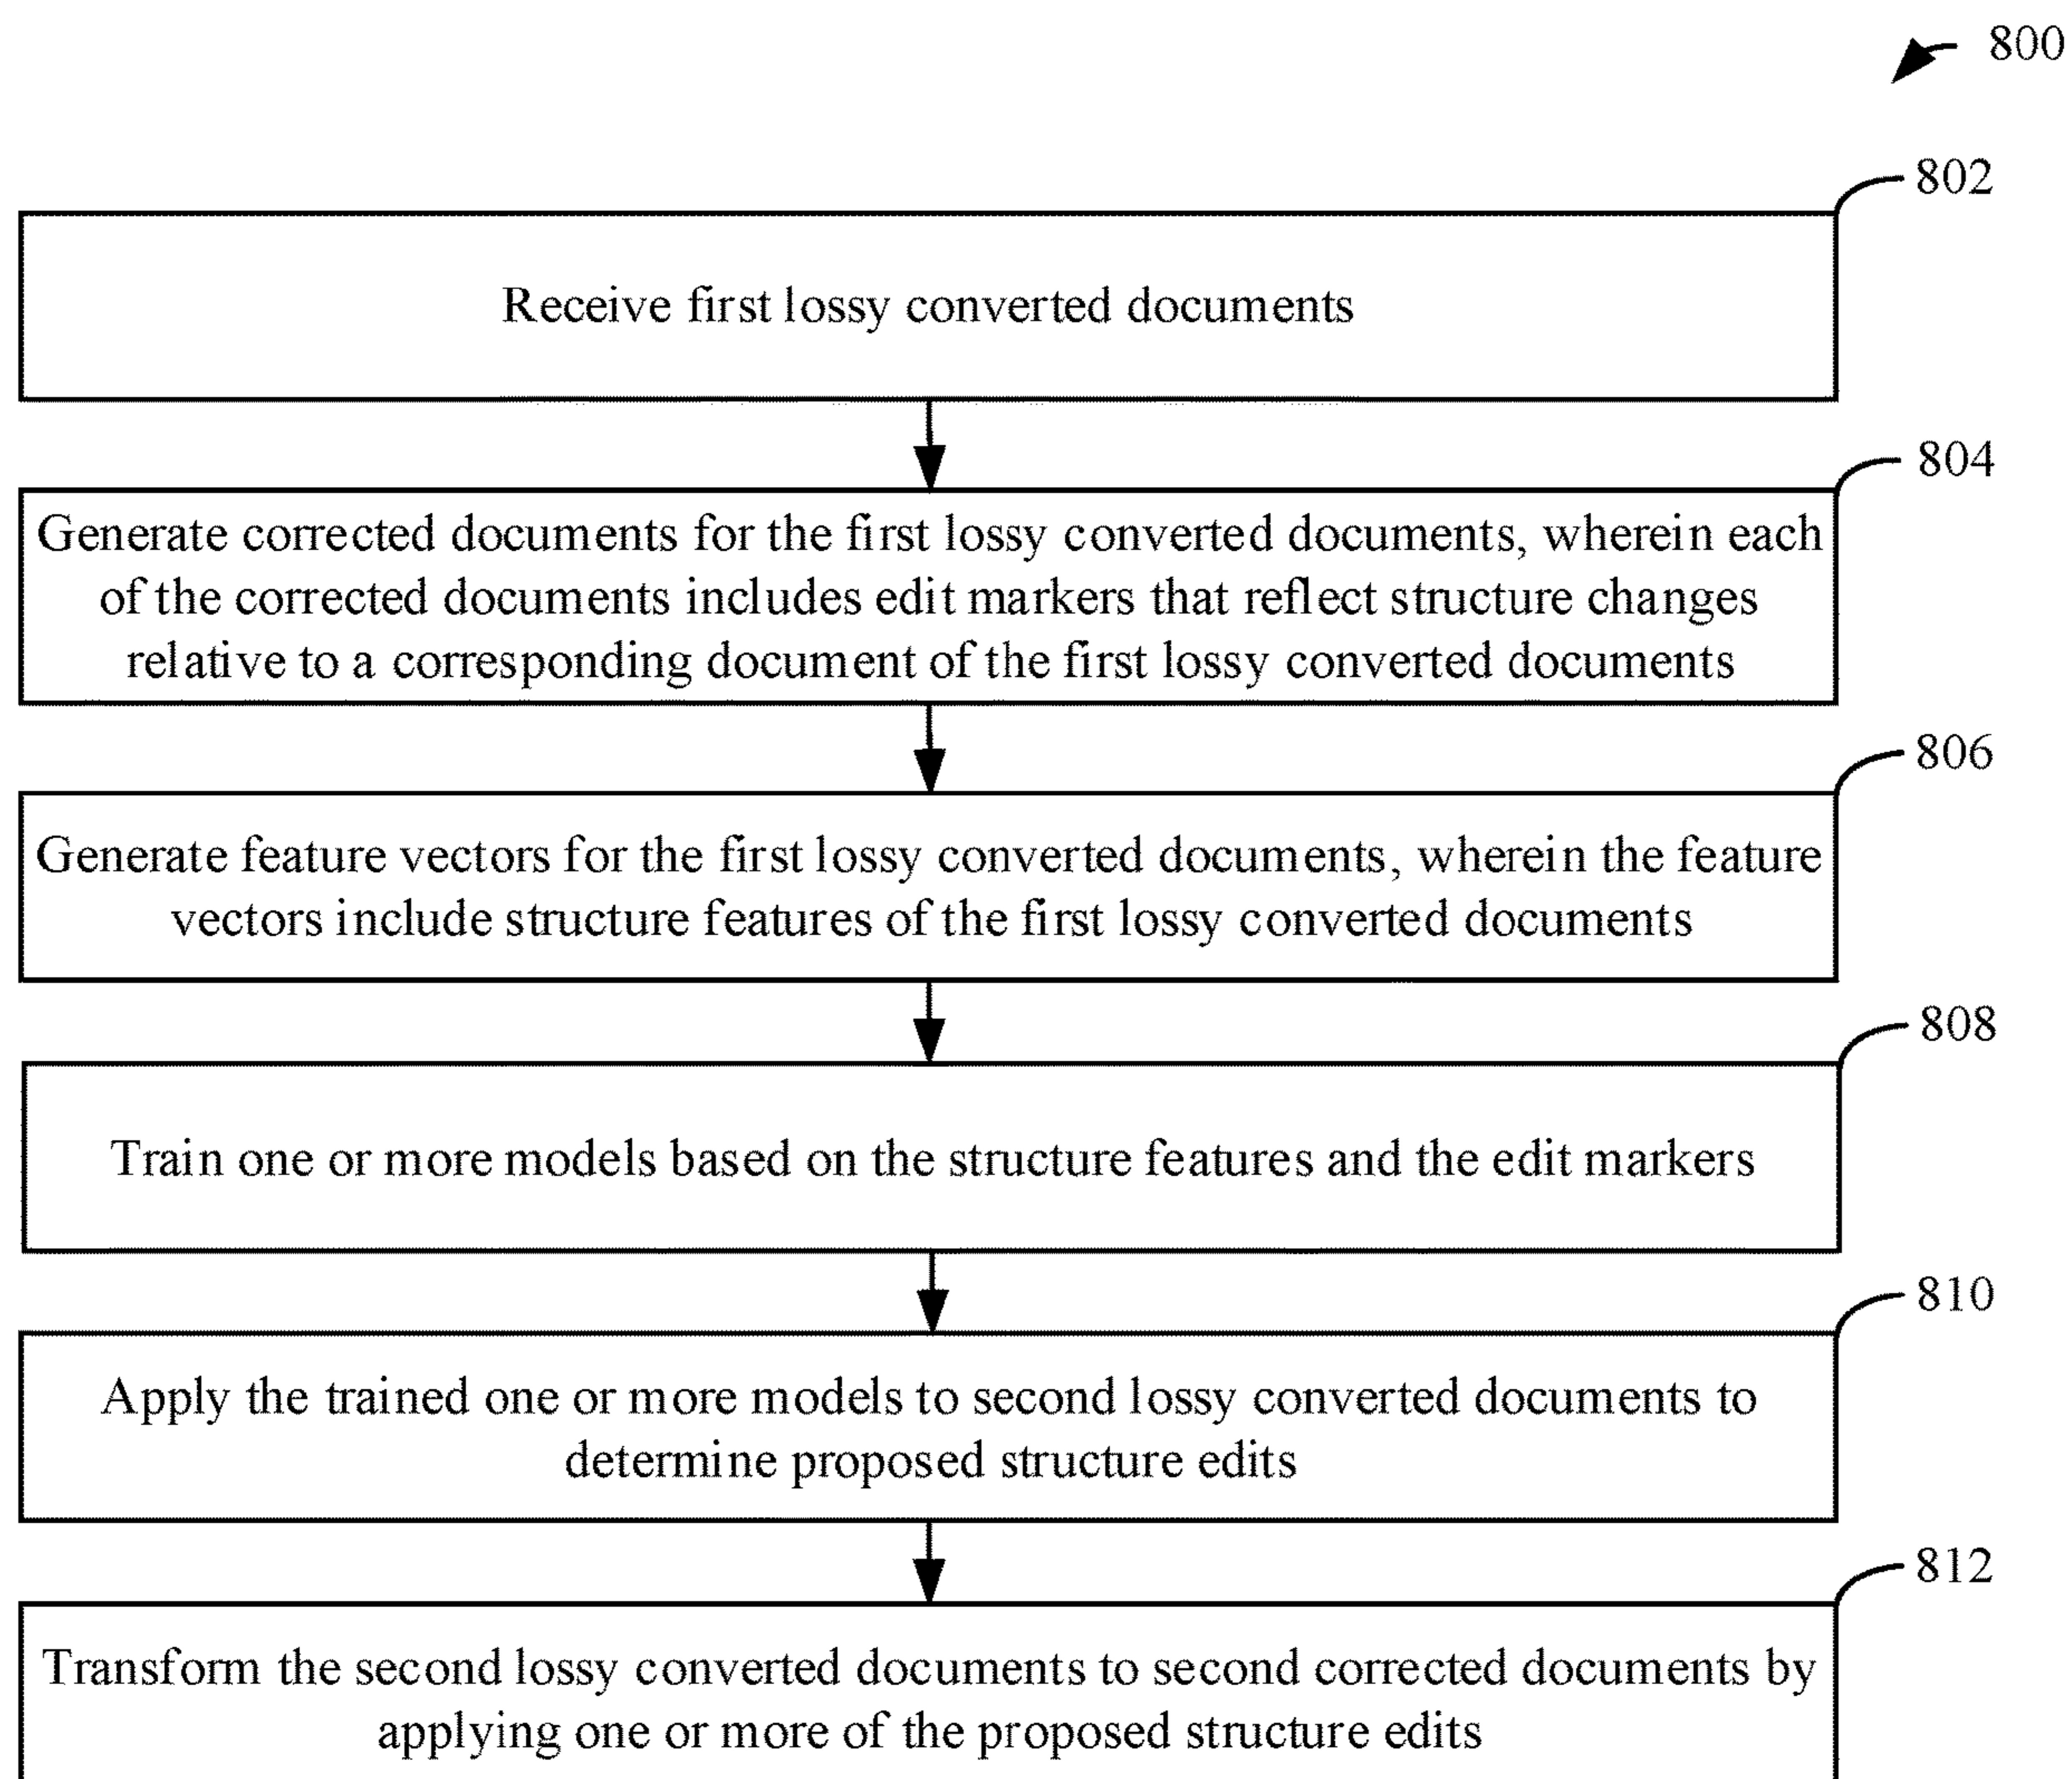 800
802
Receive first lossy converted documents
804
Generate corrected documents for the first lossy converted documents, wherein each
of the corrected documents includes edit markers that reflect structure changes
relative to a corresponding document of the first lossy converted documents
806
Generate feature vectors for the first lossy converted documents, wherein the feature
vectors include structure features of the first lossy converted documents
808
Train one or more models based on the structure features and the edit markers
810
Apply the trained one or more models to second lossy converted documents to
determine proposed structure edits
812
Transform the second lossy converted documents to second corrected documents by
applying one or more of the proposed structure edits